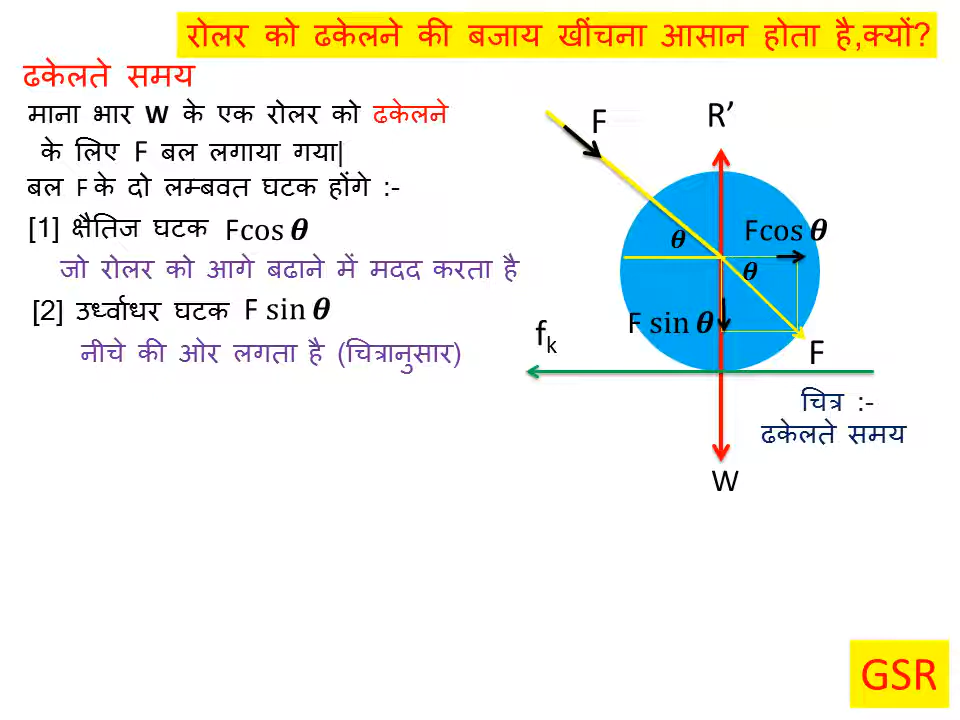 रोलर को ढकेलने की बजाय खींचना आसान होता है,क्यों?
ढकेलते समय
माना भार W के एक रोलर को ढकेलने
के लिए F बल लगाया गया|
बल F के दो लम्बवत घटक होंगे :-
[1] क्षैतिज घटक Fcos θ
जो रोलर को आगे बढाने में मदद करता है
[2] उर्ध्वाधर घटक F sin θ
नीचे की ओर लगता है (चित्रानुसार)
F
R’
θ
Fcos θ
θ
F sin θ
fk
F
चित्र :-
ढकेलते समय
W
GSR